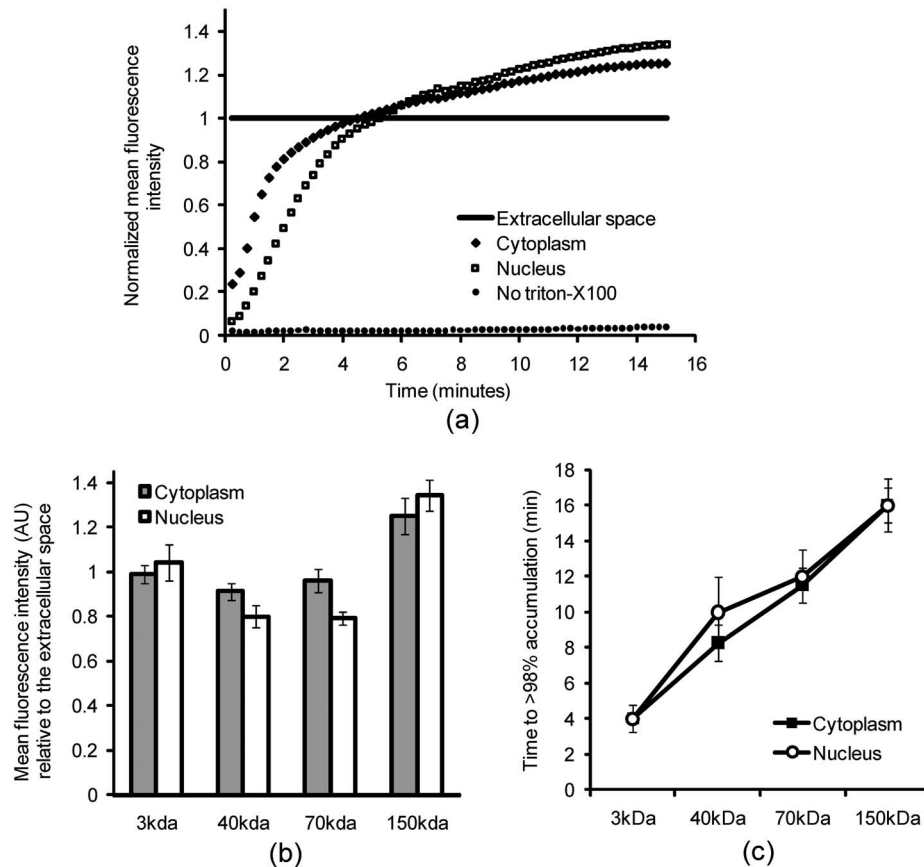 Normalized mean fluorescence
intensity
1.4
1.2
1
0.8
0.6
0.4
0.2
0
Extracellular space
Cytoplasm
Nucleus
No triton-X100
0 2 4 6 8 10 12 14 16
Time (minutes)
(a)
Mean fluorescence intensity (AU)
relative to the extracellular space
1.4
1.2
1
0.8
0.6
0.4
0.2
0
Cytoplasm
Nucleus
3kda 40kda 70kda 150kda
(b)
Time to >98% accumulation (min)
18
16
14
12
10
8
6
4
2
0
Cytoplasm
Nucleus
3kDa 40kDa 70kDa 150kDa
(c)